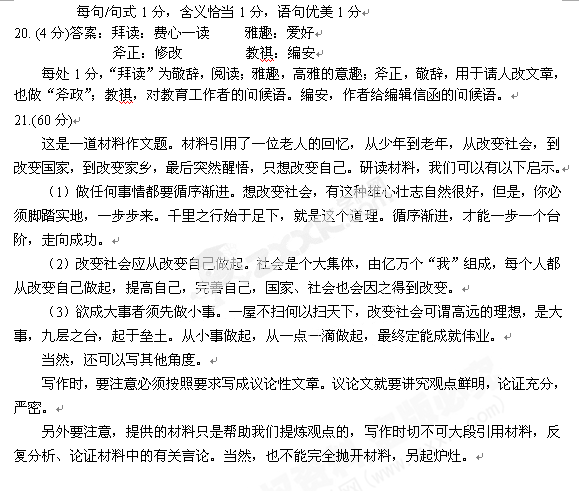 每句/句式 1 分，含义恰当 1 分，语句优美 1 分
20. (4 分)答案：拜读：费心一读 雅趣：爱好
斧正：修改 教祺：编安
每处 1 分，“拜读”为敬辞，阅读；雅趣，高雅的意趣；斧正，敬辞，用于请人改文章，
也做“斧政”；教祺，对教育工作者的问候语。编安，作者给编辑信函的问候语。
21.(60 分)
这是一道材料作文题。材料引用了一位老人的回忆，从少年到老年，从改变社会，到
改变国家，到改变家乡，最后突然醒悟，只想改变自己。研读材料，我们可以有以下启示。
（1）做任何事情都要循序渐进。想改变社会，有这种雄心壮志自然很好，但是，你必
须脚踏实地，一步步来。千里之行始于足下，就是这个道理。循序渐进，才能一步一个台
阶，走向成功。
（2）改变社会应从改变自己做起。社会是个大集体，由亿万个“我”组成，每个人都
从改变自己做起，提高自己，完善自己，国家、社会也会因之得到改变。
（3）欲成大事者须先做小事。一屋不扫何以扫天下，改变社会可谓高远的理想，是大
事，九层之台，起于垒土。从小事做起，从一点一滴做起，最终定能成就伟业。
当然，还可以写其他角度。
写作时，要注意必须按照要求写成议论性文章。议论文就要讲究观点鲜明，论证充分，
严密。
另外要注意，提供的材料只是帮助我们提炼观点的，写作时切不可大段引用材料，反
复分析、论证材料中的有关言论。当然，也不能完全抛开材料，另起炉灶。